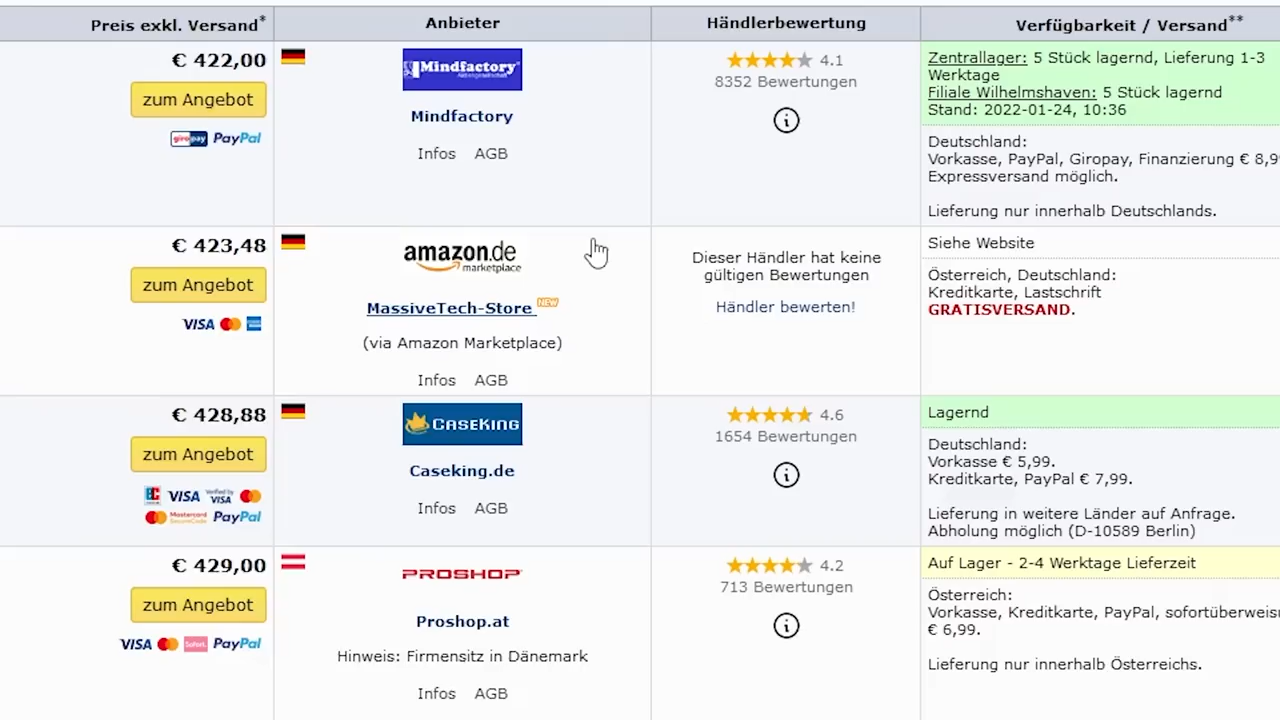 Preis exkl. Versand*
Anbieter
Händlerbewertung
Verfügbarkeit / Versand**
€ 422,00
zum Angebot
giropay PayPal
Mindfactory
Mindfactory
Infos AGB
4.1
8352 Bewertungen
Zentrallager: 5 Stück lagernd, Lieferung 1-3
Werktage
Filiale Wilhelmshaven: 5 Stück lagernd
Stand: 2022-01-24, 10:36
Deutschland:
Vorkasse, PayPal, Giropay, Finanzierung € 8,9
Expressversand möglich.
Lieferung nur innerhalb Deutschlands.
€ 423,48
zum Angebot
VISA
amazon.de
marketplace
MassiveTech-Store NEW
(via Amazon Marketplace)
Infos AGB
Dieser Händler hat keine
gültigen Bewertungen
Händler bewerten!
Siehe Website
Österreich, Deutschland:
Kreditkarte, Lastschrift
GRATISVERSAND.
€ 428,88
zum Angebot
EC VISA Verified by VISA
Mastercard SecureCode PayPal
CASEKING
Caseking.de
Infos AGB
4.6
1654 Bewertungen
Lagernd
Deutschland:
Vorkasse € 5,99.
Kreditkarte, PayPal € 7,99.
Lieferung in weitere Länder auf Anfrage.
Abholung möglich (D-10589 Berlin)
€ 429,00
zum Angebot
VISA Sofort. PayPal
PROSHOP
Proshop.at
Hinweis: Firmensitz in Dänemark
Infos AGB
4.2
713 Bewertungen
Auf Lager - 2-4 Werktage Lieferzeit
Österreich:
Vorkasse, Kreditkarte, PayPal, sofortüberweis
€ 6,99.
Lieferung nur innerhalb Österreichs.